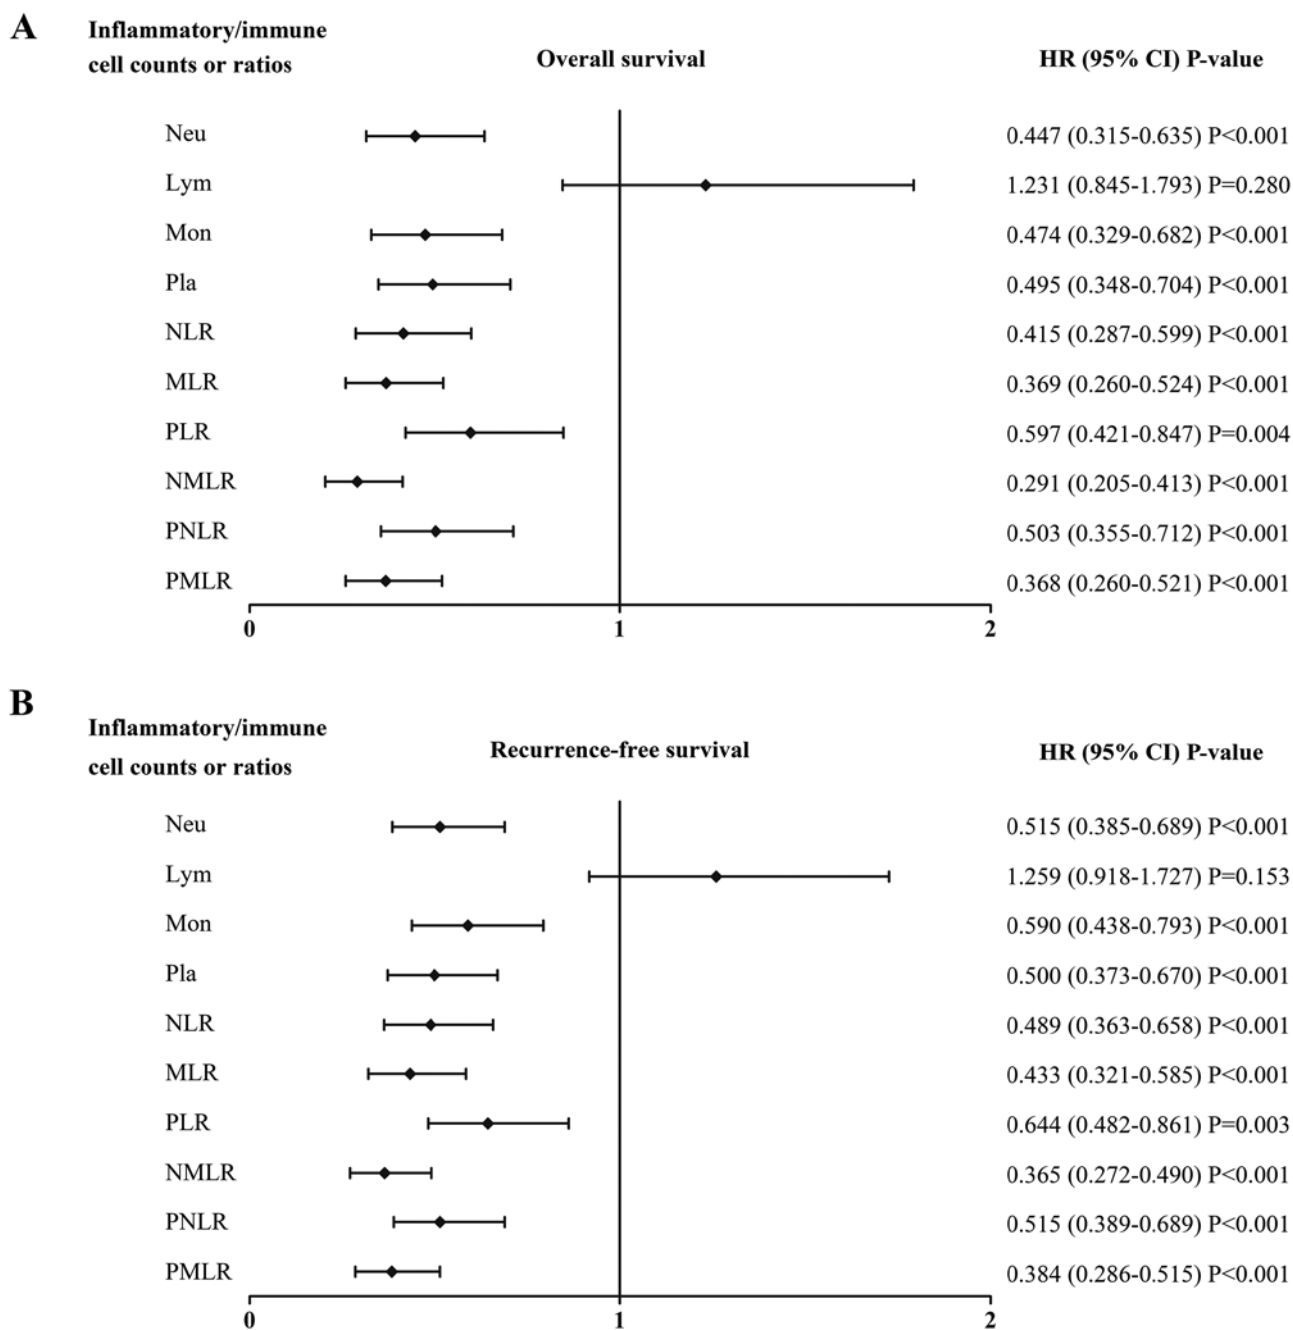 A
Inflammatory/immune
cell counts or ratios
Overall survival
HR (95% CI) P-value
Neu 0.447 (0.315-0.635) P<0.001
Lym 1.231 (0.845-1.793) P=0.280
Mon 0.474 (0.329-0.682) P<0.001
Pla 0.495 (0.348-0.704) P<0.001
NLR 0.415 (0.287-0.599) P<0.001
MLR 0.369 (0.260-0.524) P<0.001
PLR 0.597 (0.421-0.847) P=0.004
NMLR 0.291 (0.205-0.413) P<0.001
PNLR 0.503 (0.355-0.712) P<0.001
PMLR 0.368 (0.260-0.521) P<0.001
0 1 2
B
Inflammatory/immune
cell counts or ratios
Recurrence-free survival
HR (95% CI) P-value
Neu 0.515 (0.385-0.689) P<0.001
Lym 1.259 (0.918-1.727) P=0.153
Mon 0.590 (0.438-0.793) P<0.001
Pla 0.500 (0.373-0.670) P<0.001
NLR 0.489 (0.363-0.658) P<0.001
MLR 0.433 (0.321-0.585) P<0.001
PLR 0.644 (0.482-0.861) P=0.003
NMLR 0.365 (0.272-0.490) P<0.001
PNLR 0.515 (0.389-0.689) P<0.001
PMLR 0.384 (0.286-0.515) P<0.001
0 1 2